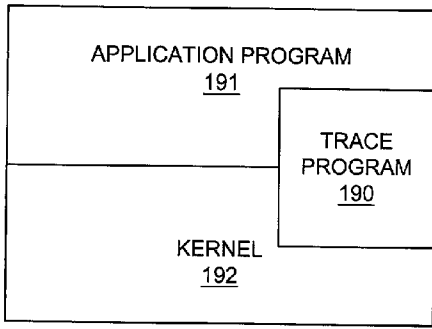 APPLICATION PROGRAM
191
TRACE
PROGRAM
190
KERNEL
192